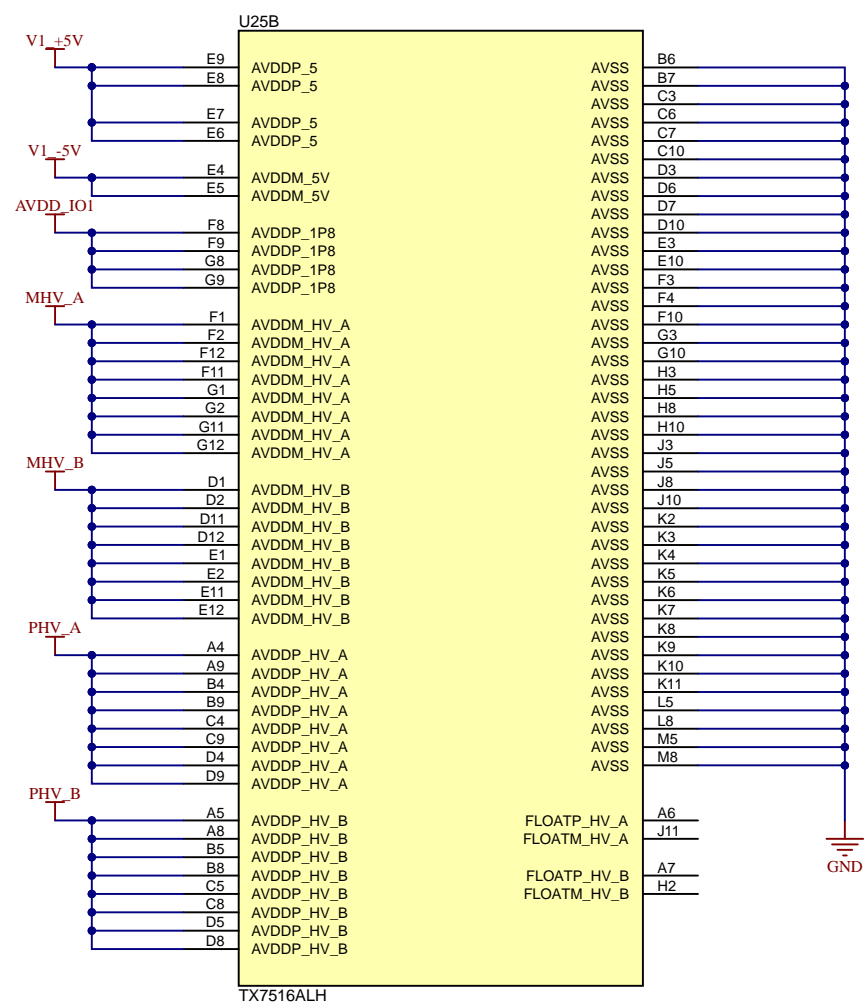 U25B
V1_+5V
E9 AVDDP_5 AVSS B6
E8 AVDDP_5 AVSS B7
AVSS C3
E7 AVDDP_5 AVSS C6
E6 AVDDP_5 AVSS C7
V1_-5V
AVSS C10
E4 AVDDM_5V AVSS D3
E5 AVDDM_5V AVSS D6
AVDD_IO1
AVSS D7
F8 AVDDP_1P8 AVSS D10
F9 AVDDP_1P8 AVSS E3
G8 AVDDP_1P8 AVSS E10
G9 AVDDP_1P8 AVSS F3
MHV_A
AVSS F4
F1 AVDDM_HV_A AVSS F10
F2 AVDDM_HV_A AVSS G3
F12 AVDDM_HV_A AVSS G10
F11 AVDDM_HV_A AVSS H3
G1 AVDDM_HV_A AVSS H5
G2 AVDDM_HV_A AVSS H8
G11 AVDDM_HV_A AVSS H10
G12 AVDDM_HV_A AVSS J3
MHV_B
AVSS J5
D1 AVDDM_HV_B AVSS J8
D2 AVDDM_HV_B AVSS J10
D11 AVDDM_HV_B AVSS K2
D12 AVDDM_HV_B AVSS K3
E1 AVDDM_HV_B AVSS K4
E2 AVDDM_HV_B AVSS K5
E11 AVDDM_HV_B AVSS K6
E12 AVDDM_HV_B AVSS K7
PHV_A
AVSS K8
A4 AVDDP_HV_A AVSS K9
A9 AVDDP_HV_A AVSS K10
B4 AVDDP_HV_A AVSS K11
B9 AVDDP_HV_A AVSS L5
C4 AVDDP_HV_A AVSS L8
C9 AVDDP_HV_A AVSS M5
D4 AVDDP_HV_A AVSS M8
D9 AVDDP_HV_A
PHV_B
A5 AVDDP_HV_B FLOATP_HV_A A6
A8 AVDDP_HV_B FLOATM_HV_A J11
B5 AVDDP_HV_B
B8 AVDDP_HV_B FLOATP_HV_B A7
C5 AVDDP_HV_B FLOATM_HV_B H2
C8 AVDDP_HV_B
D5 AVDDP_HV_B
D8 AVDDP_HV_B
GND
TX7516ALH